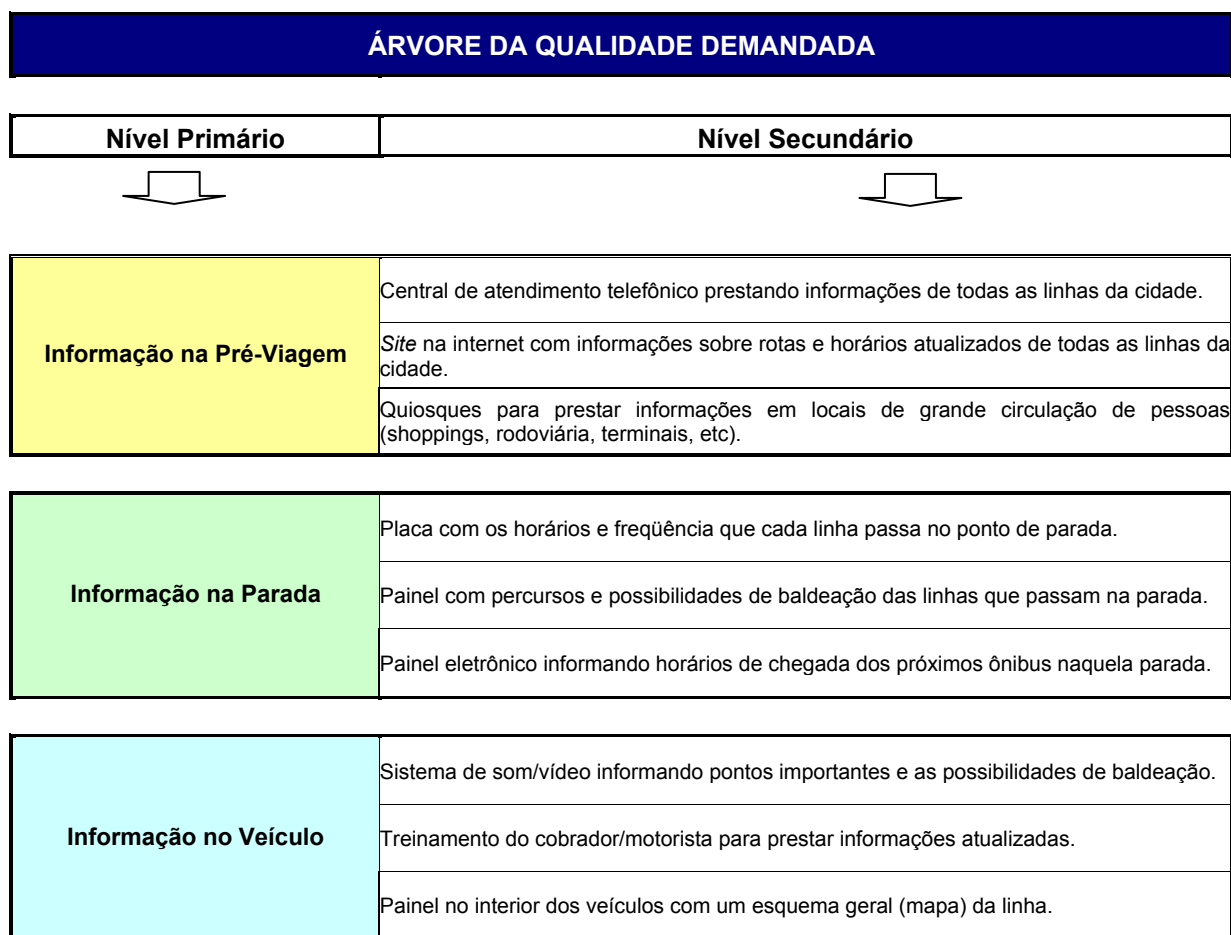 ÁRVORE DA QUALIDADE DEMANDADA
Nível Primário
Nível Secundário
Informação na Pré-Viagem
Central de atendimento telefônico prestando informações de todas as linhas da cidade.
Site na internet com informações sobre rotas e horários atualizados de todas as linhas da
cidade.
Quiosques para prestar informações em locais de grande circulação de pessoas
(shoppings, rodoviária, terminais, etc).
Informação na Parada
Placa com os horários e freqüência que cada linha passa no ponto de parada.
Painel com percursos e possibilidades de baldeação das linhas que passam na parada.
Painel eletrônico informando horários de chegada dos próximos ônibus naquela parada.
Informação no Veículo
Sistema de som/vídeo informando pontos importantes e as possibilidades de baldeação.
Treinamento do cobrador/motorista para prestar informações atualizadas.
Painel no interior dos veículos com um esquema geral (mapa) da linha.